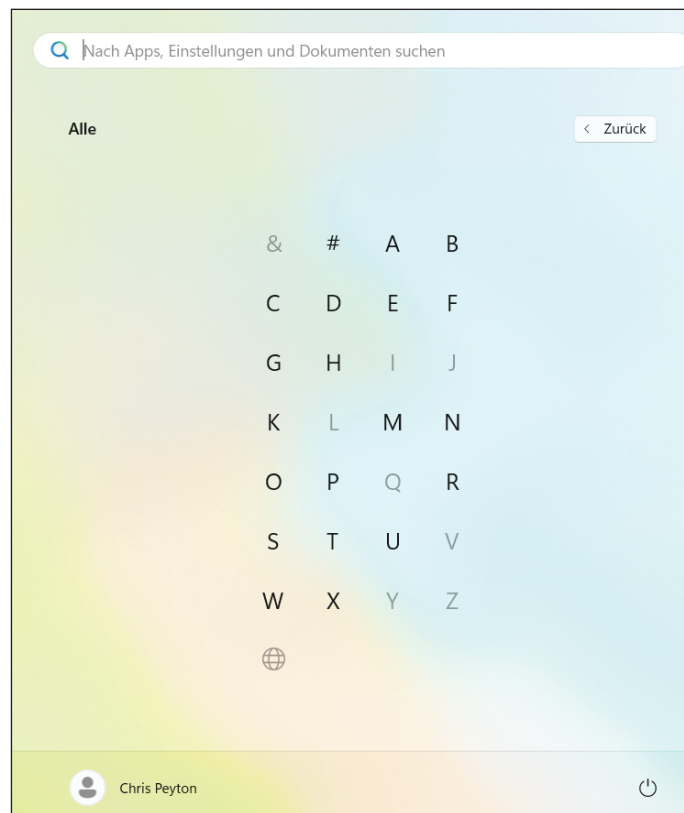 Nach Apps, Einstellungen und Dokumenten suchen
Alle
< Zurück
& # A B
C D E F
G H I J
K L M N
O P Q R
S T U V
W X Y Z
Chris Peyton